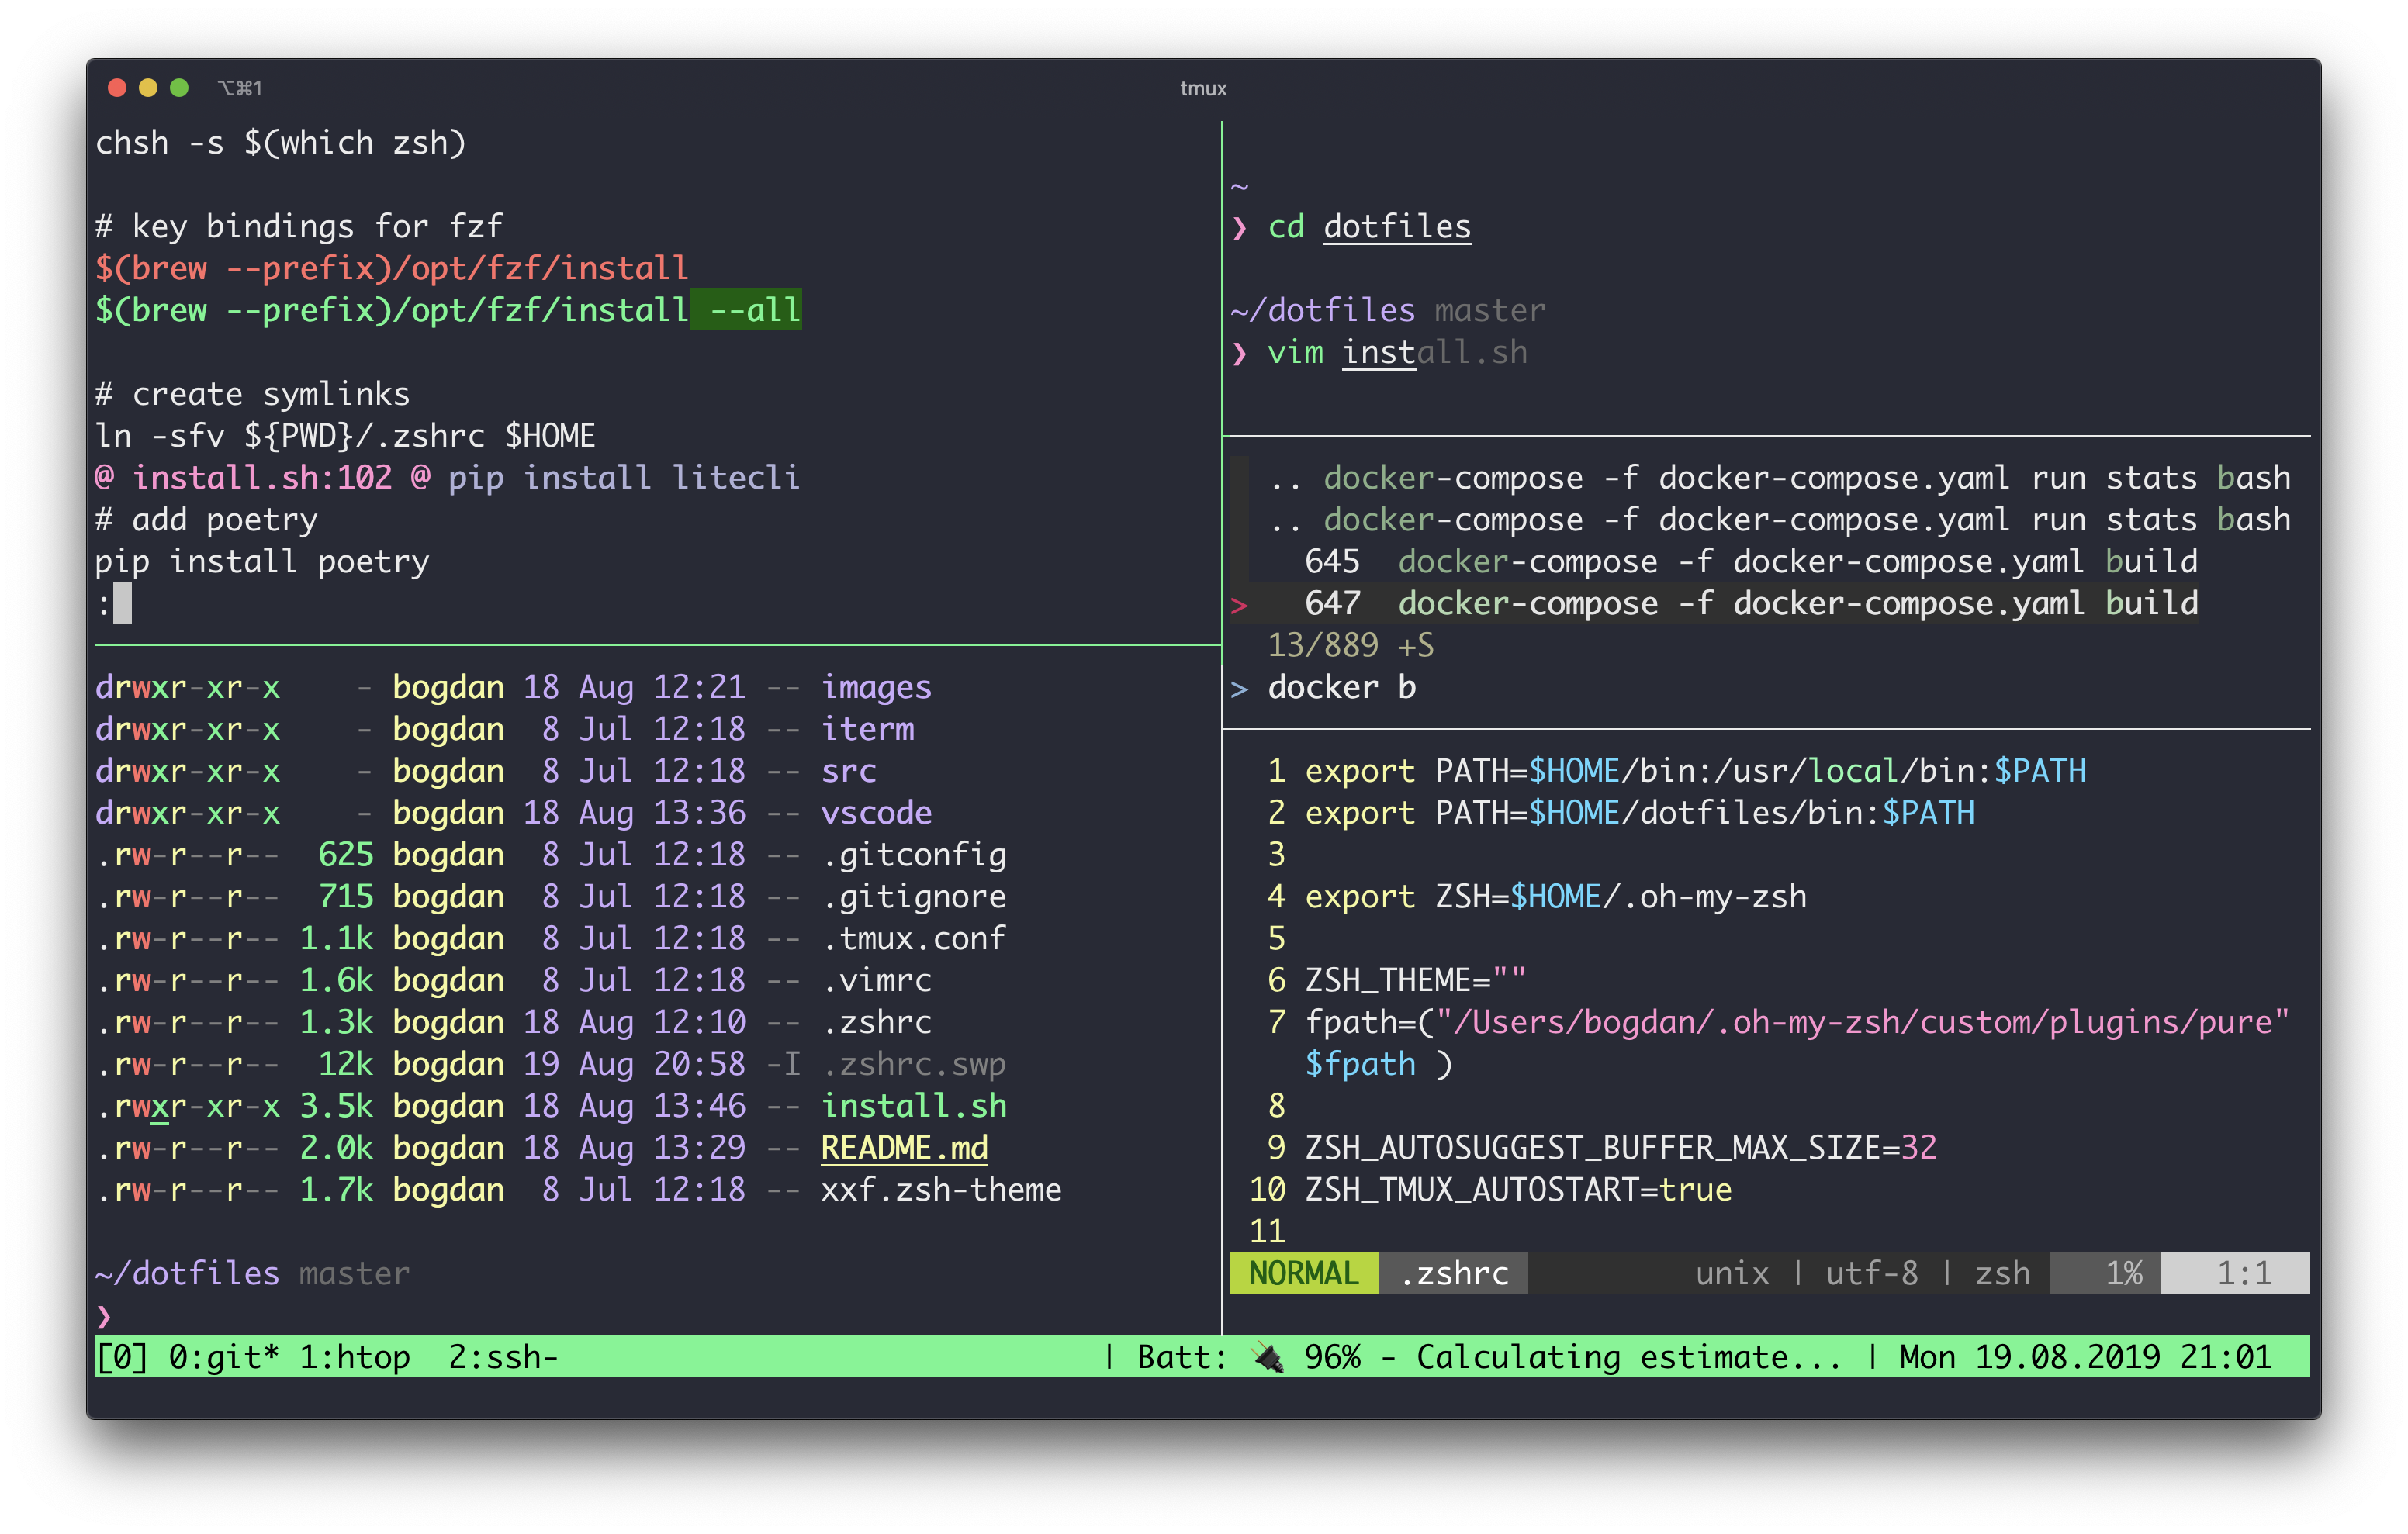 ⌥⌘1
tmux
chsh -s $(which zsh)
# key bindings for fzf
$(brew --prefix)/opt/fzf/install
$(brew --prefix)/opt/fzf/install --all
# create symlinks
ln -sfv ${PWD}/.zshrc $HOME
@ install.sh:102 @ pip install litecli
# add poetry
pip install poetry
:
drwxr-xr-x    - bogdan 18 Aug 12:21 -- images
drwxr-xr-x    - bogdan  8 Jul 12:18 -- iterm
drwxr-xr-x    - bogdan  8 Jul 12:18 -- src
drwxr-xr-x    - bogdan 18 Aug 13:36 -- vscode
.rw-r--r--  625 bogdan  8 Jul 12:18 -- .gitconfig
.rw-r--r--  715 bogdan  8 Jul 12:18 -- .gitignore
.rw-r--r-- 1.1k bogdan  8 Jul 12:18 -- .tmux.conf
.rw-r--r-- 1.6k bogdan  8 Jul 12:18 -- .vimrc
.rw-r--r-- 1.3k bogdan 18 Aug 12:10 -- .zshrc
.rw-r--r--  12k bogdan 19 Aug 20:58 -I .zshrc.swp
.rwxr-xr-x 3.5k bogdan 18 Aug 13:46 -- install.sh
.rw-r--r-- 2.0k bogdan 18 Aug 13:29 -- README.md
.rw-r--r-- 1.7k bogdan  8 Jul 12:18 -- xxf.zsh-theme
~/dotfiles master
❯
~
❯ cd dotfiles
~/dotfiles master
❯ vim install.sh
.. docker-compose -f docker-compose.yaml run stats bash
.. docker-compose -f docker-compose.yaml run stats bash
645  docker-compose -f docker-compose.yaml build
>   647  docker-compose -f docker-compose.yaml build
13/889 +S
> docker b
1 export PATH=$HOME/bin:/usr/local/bin:$PATH
2 export PATH=$HOME/dotfiles/bin:$PATH
3
4 export ZSH=$HOME/.oh-my-zsh
5
6 ZSH_THEME=""
7 fpath=("/Users/bogdan/.oh-my-zsh/custom/plugins/pure"
$fpath )
8
9 ZSH_AUTOSUGGEST_BUFFER_MAX_SIZE=32
10 ZSH_TMUX_AUTOSTART=true
11
NORMAL .zshrc unix | utf-8 | zsh 1% 1:1
[0] 0:git* 1:htop  2:ssh- | Batt: 🔌 96% - Calculating estimate... | Mon 19.08.2019 21:01